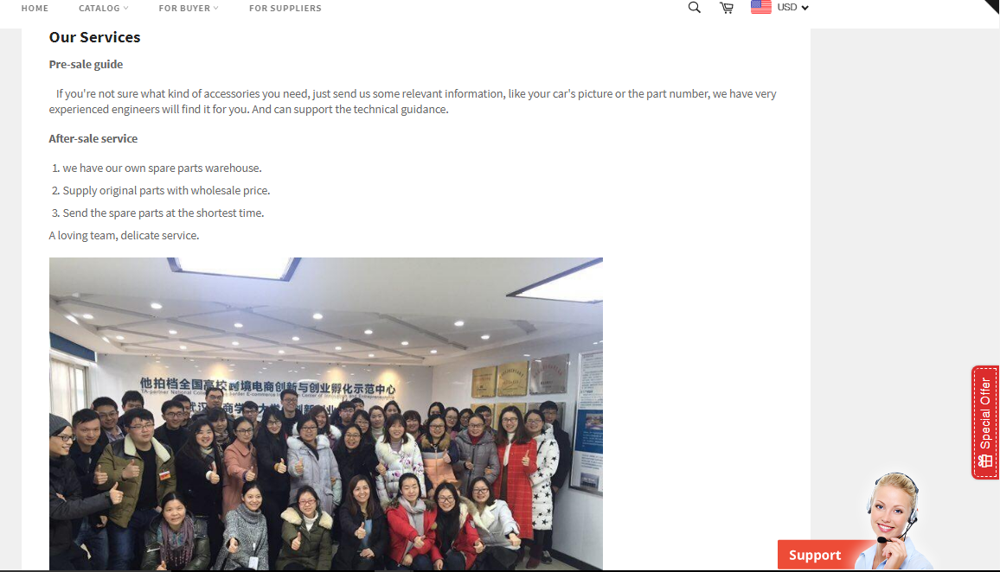 HOME CATALOG FOR BUYER FOR SUPPLIERS USD
Our Services
Pre-sale guide
If you're not sure what kind of accessories you need, just send us some relevant information, like your car's picture or the part number, we have very
experienced engineers will find it for you. And can support the technical guidance.
After-sale service
1. we have our own spare parts warehouse.
2. Supply original parts with wholesale price.
3. Send the spare parts at the shortest time.
A loving team, delicate service.
他拍档全国高校跨境电商创新与创业孵化示范中心
Special Offer
Support